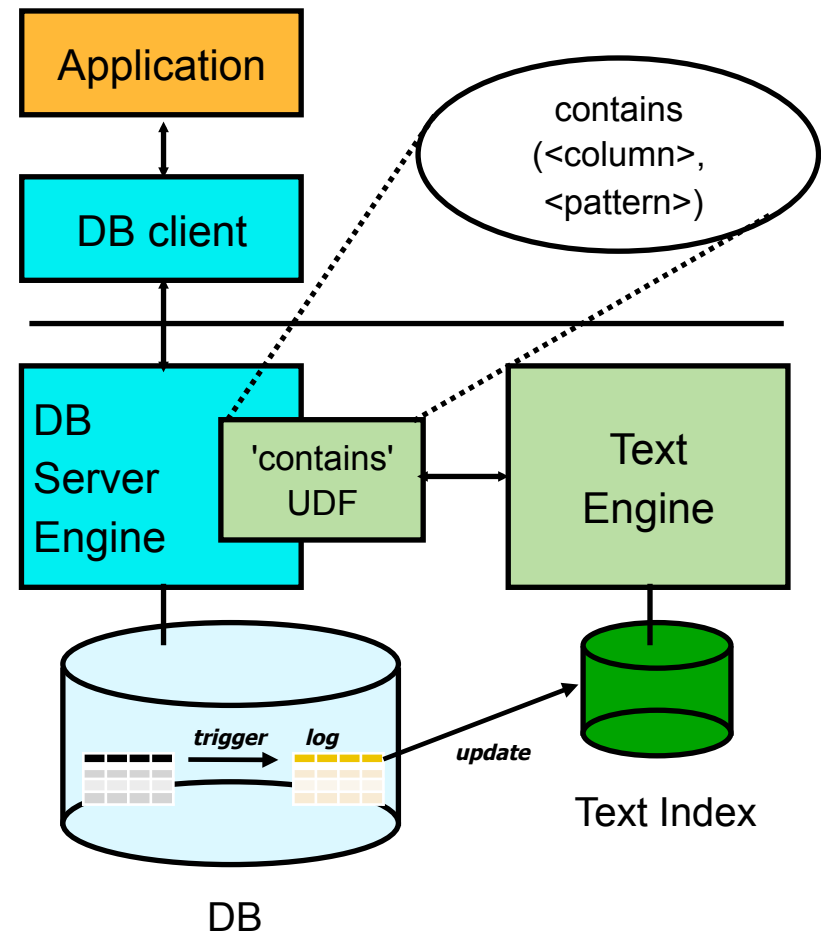 Application
contains
(<column>,
<pattern>)
DB client
DB
Server
Engine
'contains'
UDF
Text
Engine
trigger
log
update
Text Index
DB